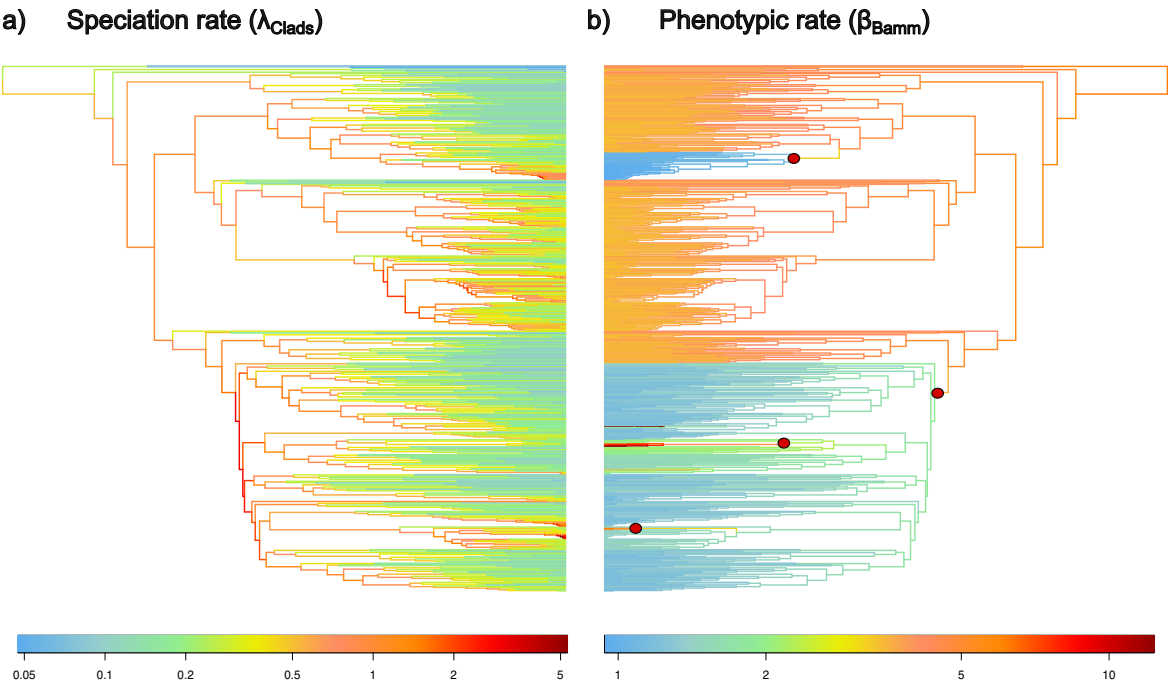 a) Speciation rate (λClads)
b) Phenotypic rate (βBamm)
0.05 0.1 0.2 0.5 1 2 5
1 2 5 10